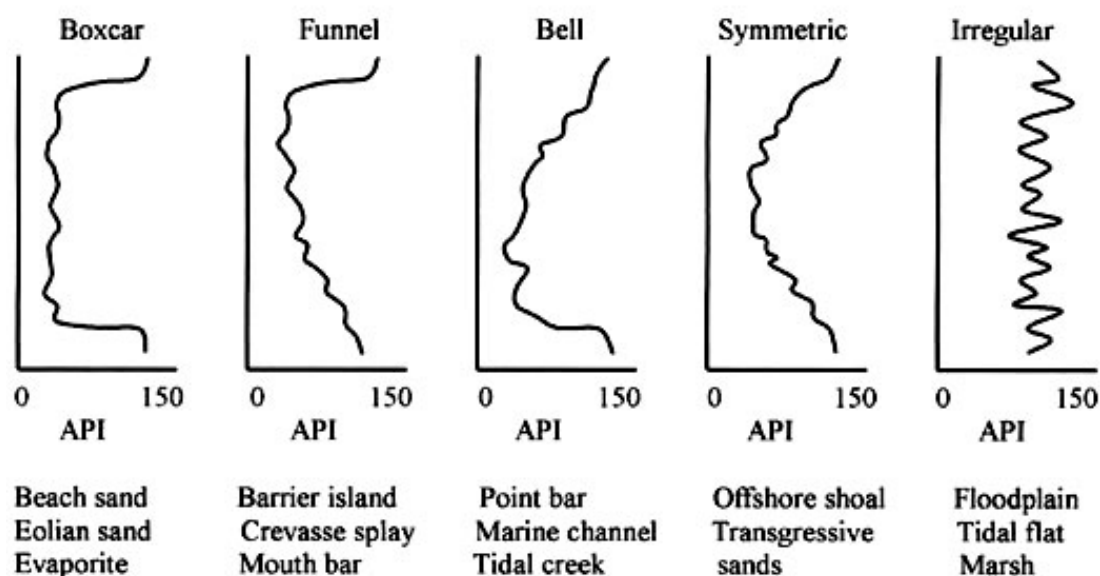 Boxcar Funnel Bell Symmetric Irregular
0 150 0 150 0 150 0 150 0 150
API API API API API
Beach sand Barrier island Point bar Offshore shoal Floodplain
Eolian sand Crevasse splay Marine channel Transgressive Tidal flat
Evaporite Mouth bar Tidal creek sands Marsh